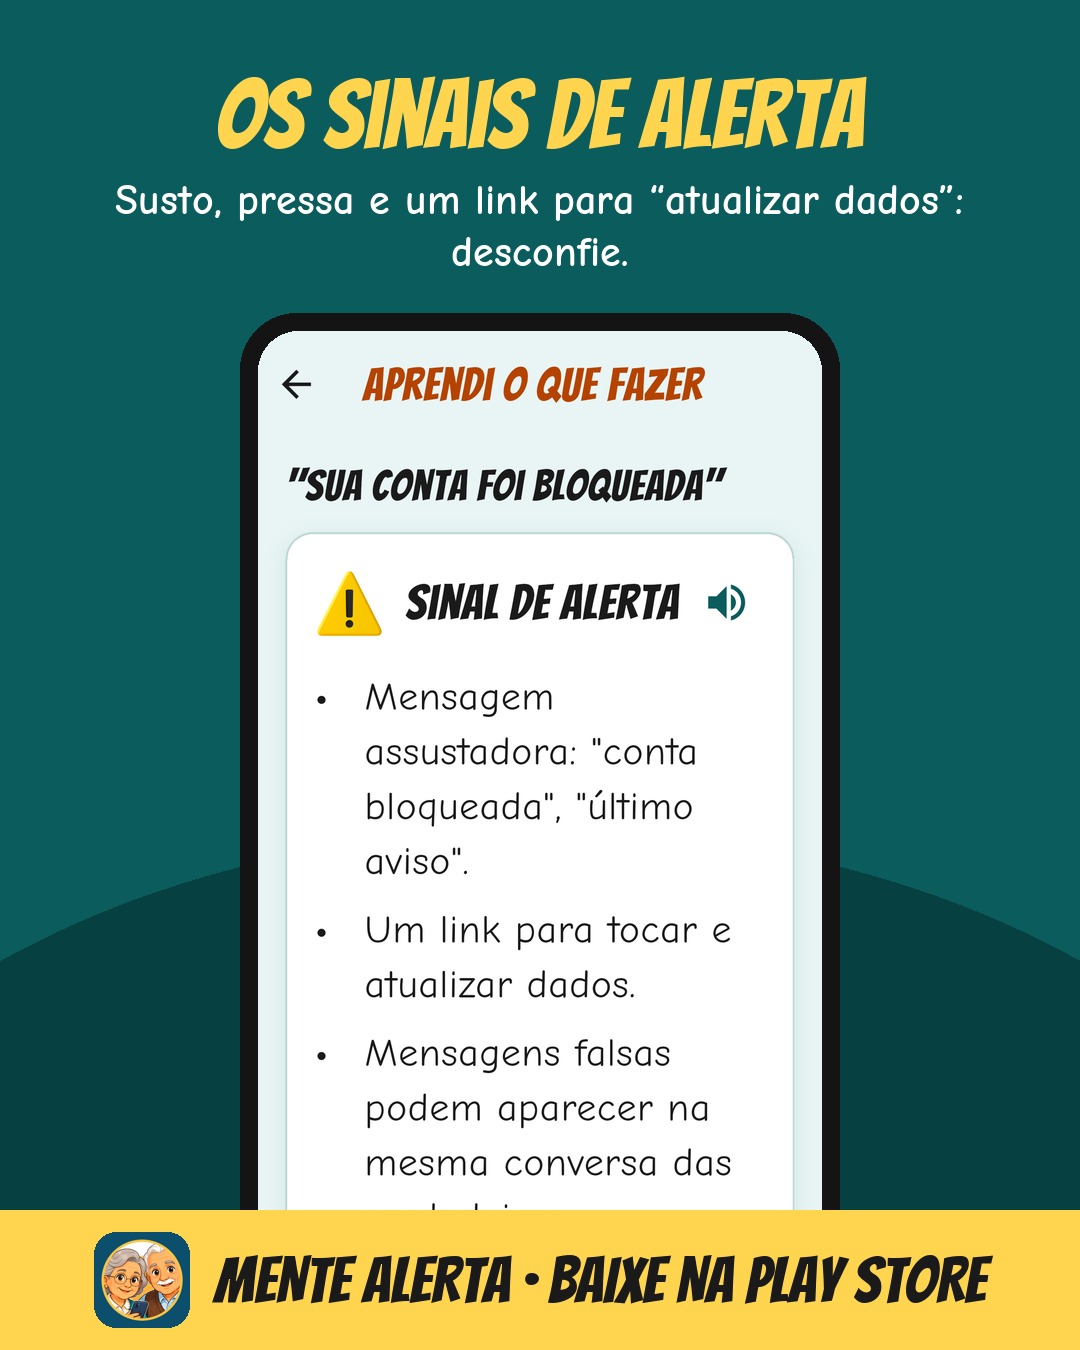 OS SINAIS DE ALERTA
Susto, pressa e um link para “atualizar dados”:
desconfie.
APRENDI O QUE FAZER
"SUA CONTA FOI BLOQUEADA"
SINAL DE ALERTA
• Mensagem
assustadora: "conta
bloqueada", "último
aviso".
• Um link para tocar e
atualizar dados.
• Mensagens falsas
podem aparecer na
mesma conversa das
MENTE ALERTA • BAIXE NA PLAY STORE